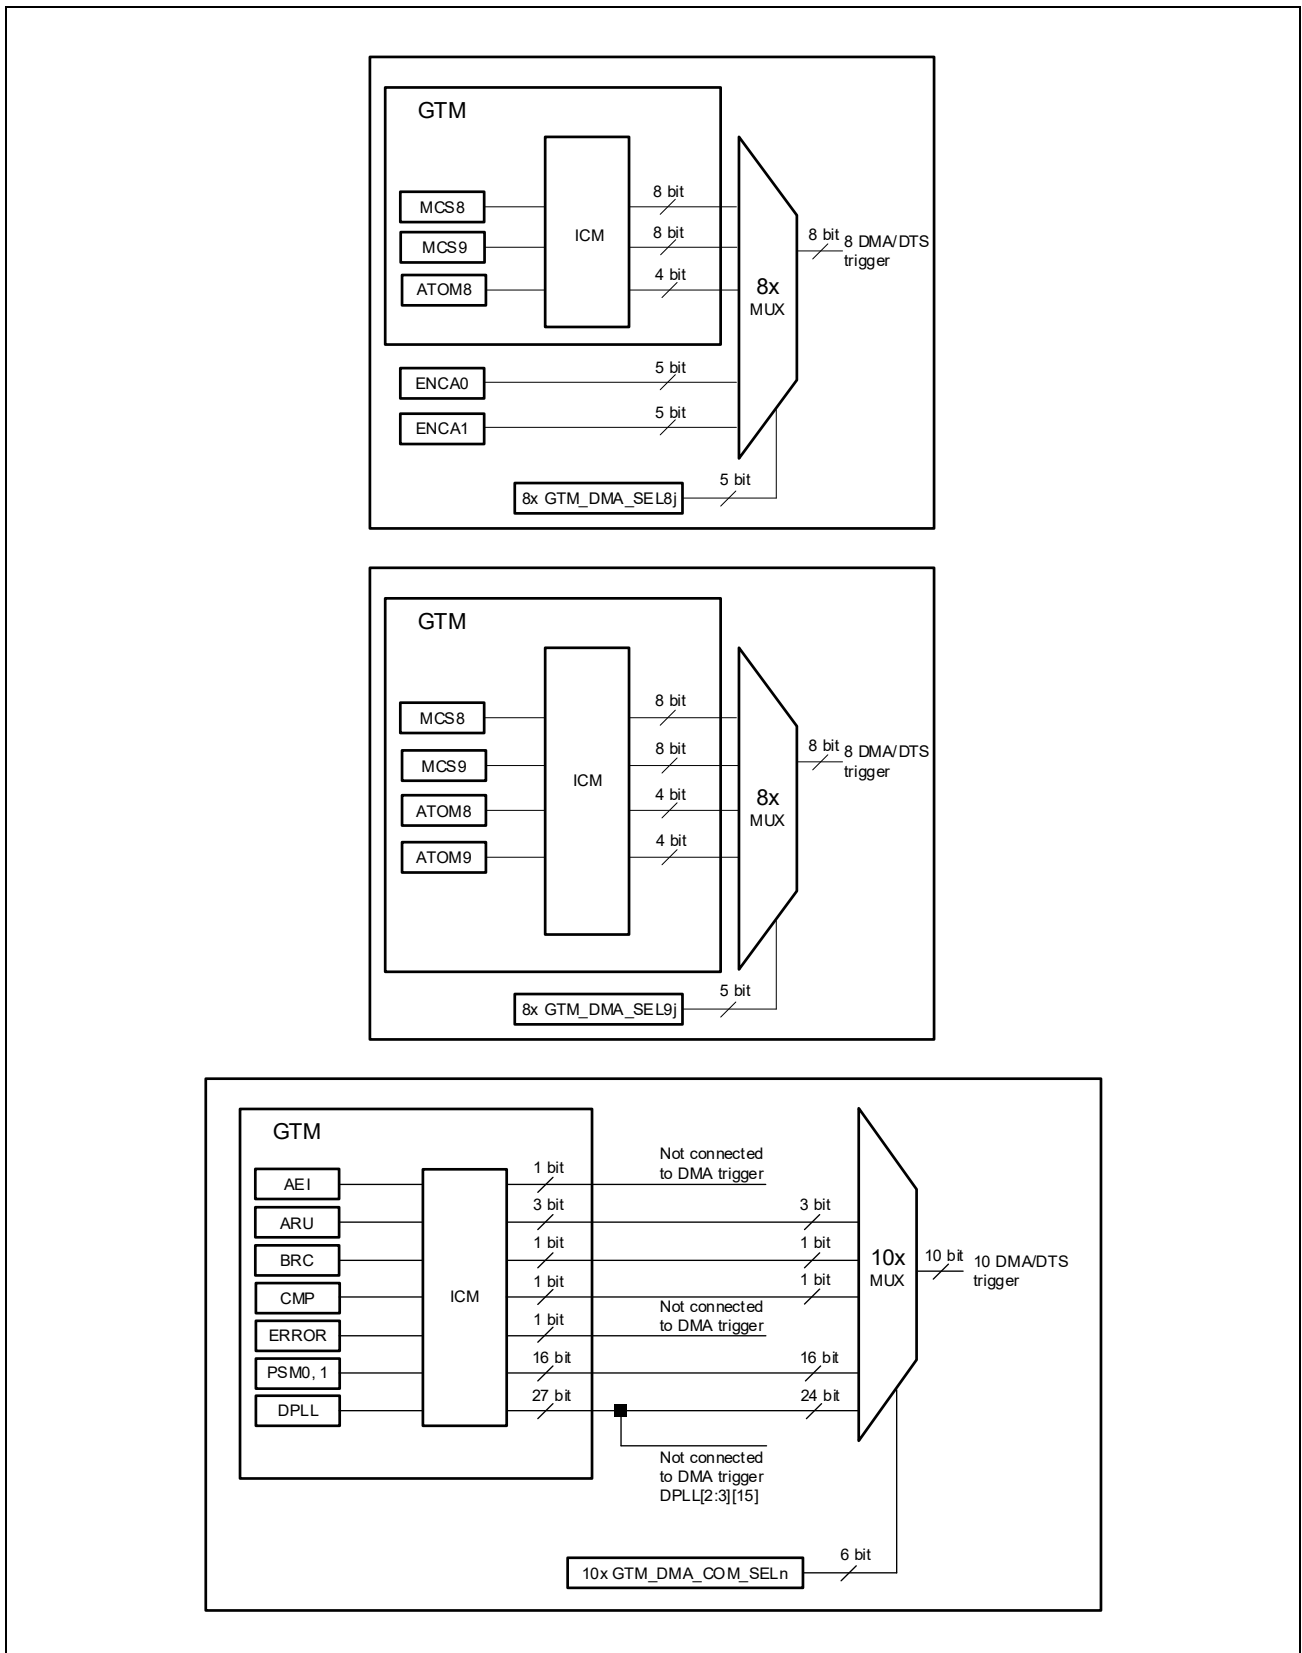 GTM
MCS8
MCS9
ATOM8
ICM
8 bit
8 bit
4 bit
ENCA0
ENCA1
5 bit
5 bit
8x
MUX
8 bit
8 DMA/DTS
trigger
8x GTM_DMA_SEL8j
5 bit
GTM
MCS8
MCS9
ATOM8
ATOM9
ICM
8 bit
8 bit
4 bit
4 bit
8x
MUX
8 bit
8 DMA/DTS
trigger
8x GTM_DMA_SEL9j
5 bit
GTM
AEI
ARU
BRC
CMP
ERROR
PSM0, 1
DPLL
ICM
1 bit
3 bit
1 bit
1 bit
1 bit
16 bit
27 bit
Not connected
to DMA trigger
3 bit
1 bit
1 bit
Not connected
to DMA trigger
16 bit
24 bit
Not connected
to DMA trigger
DPLL[2:3][15]
10x
MUX
10 bit
10 DMA/DTS
trigger
10x GTM_DMA_COM_SELn
6 bit